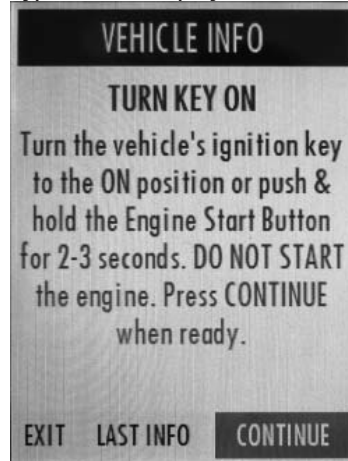 VEHICLE INFO
TURN KEY ON
Turn the vehicle's ignition key
to the ON position or push &
hold the Engine Start Button
for 2-3 seconds. DO NOT START
the engine. Press CONTINUE
when ready.
EXIT LAST INFO CONTINUE